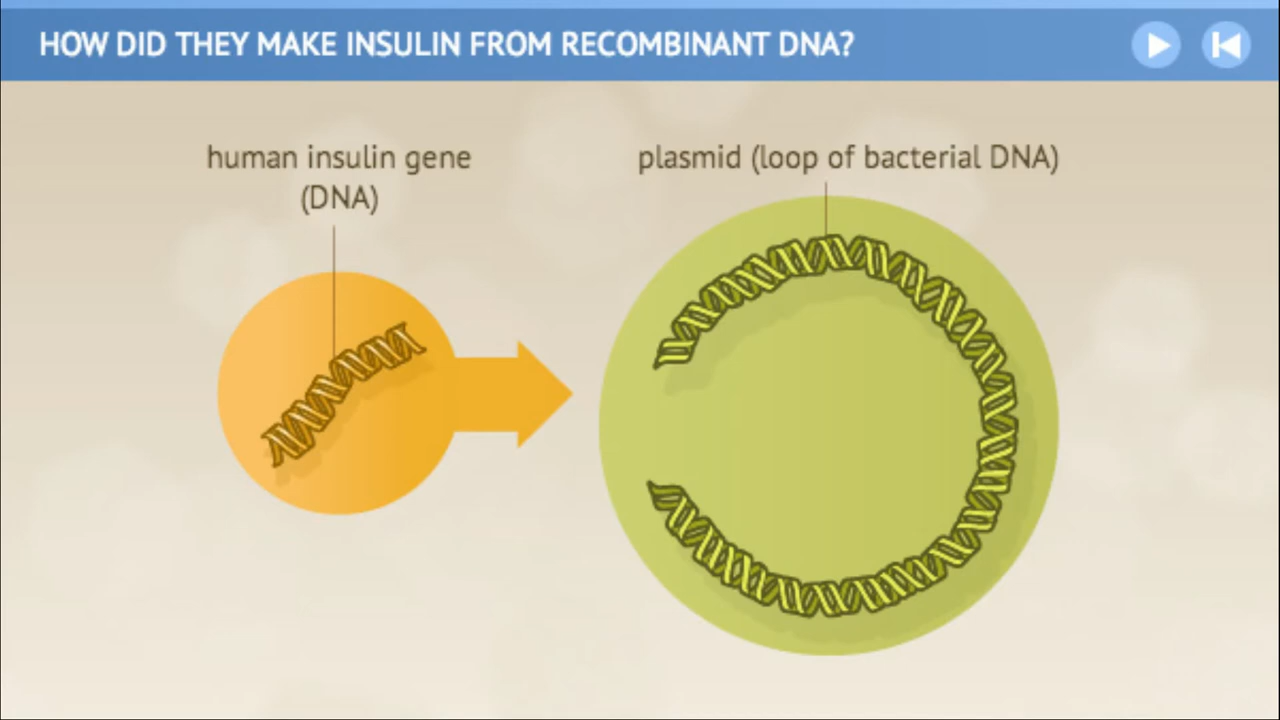 HOW DID THEY MAKE INSULIN FROM RECOMBINANT DNA?
human insulin gene
(DNA)
plasmid (loop of bacterial DNA)